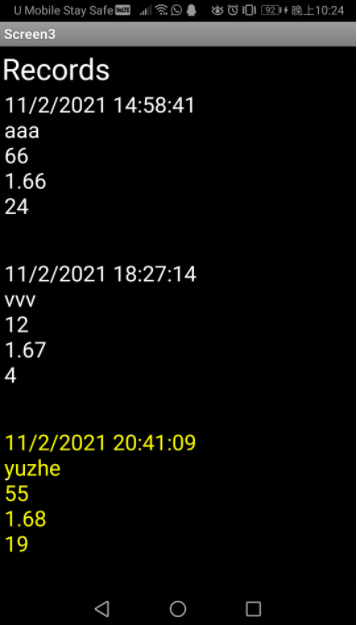 U Mobile Stay Safe VoLTE 92 晚上10:24
Screen3
Records
11/2/2021 14:58:41
aaa
66
1.66
24
11/2/2021 18:27:14
vvv
12
1.67
4
11/2/2021 20:41:09
yuzhe
55
1.68
19